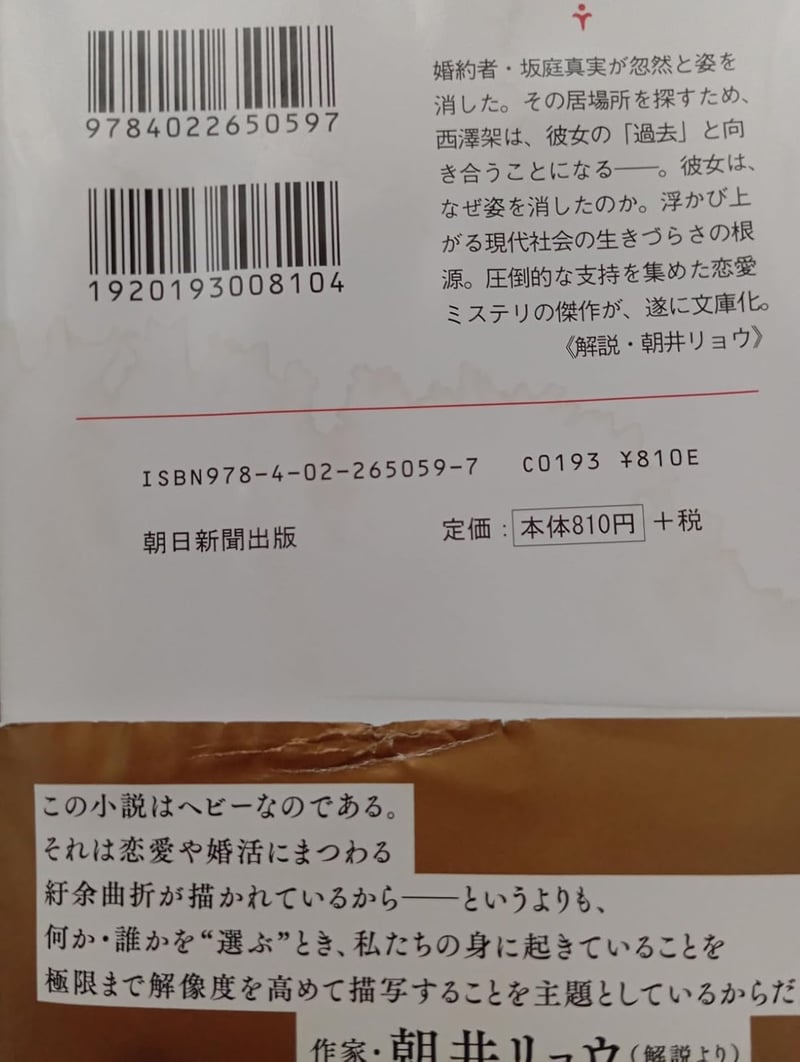 9784022650597
1920193008104
婚約者・坂庭真実が忽然と姿を
消した。その居場所を探すため、
西澤架は、彼女の「過去」と向
き合うことになる――。彼女は、
なぜ姿を消したのか。浮かび上
がる現代社会の生きづらさの根
源。圧倒的な支持を集めた恋愛
ミステリの傑作が、遂に文庫化。
《解説・朝井リョウ》
ISBN978-4-02-265059-7 C0193 ¥810E
朝日新聞出版 定価：本体810円＋税
この小説はヘビーなのである。
それは恋愛や婚活にまつわる
紆余曲折が描かれているから――というよりも、
何か・誰かを“選ぶ”とき、私たちの身に起きていることを
極限まで解像度を高めて描写することを主題としているからだ
作家・朝井リョウ（解説より）